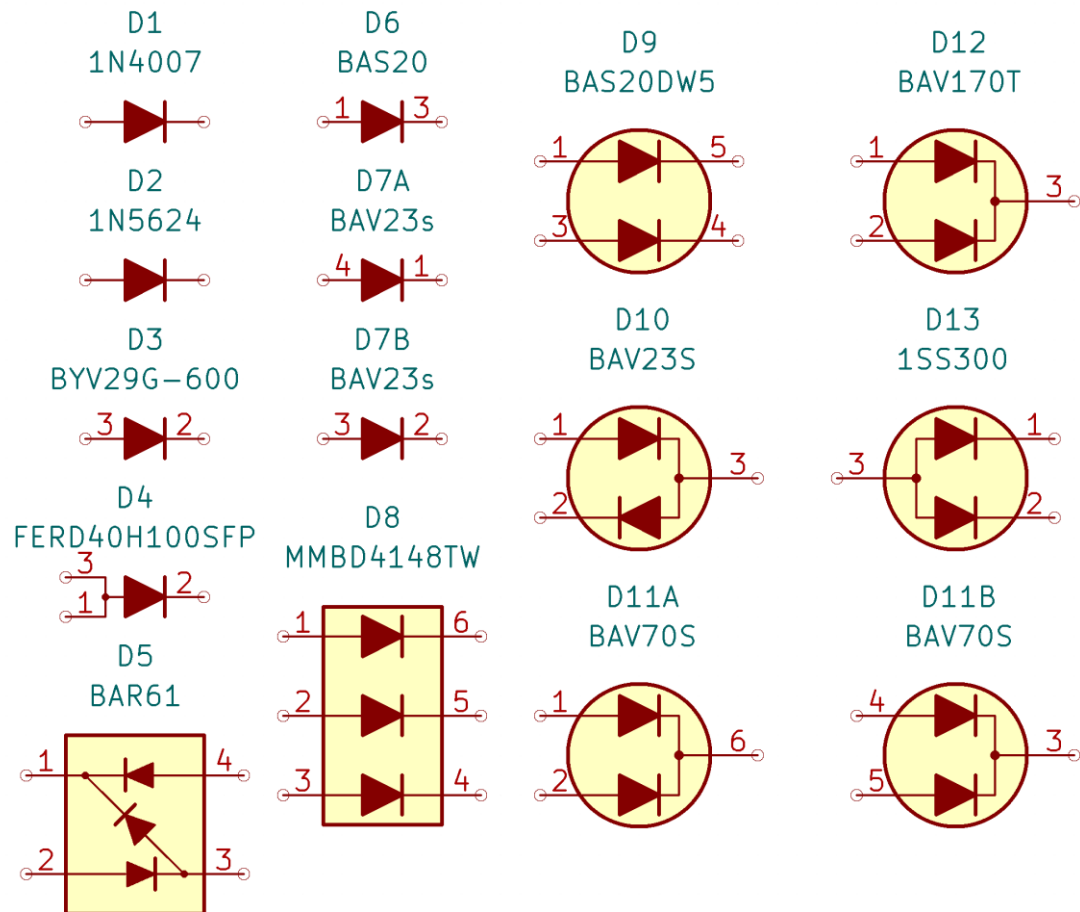 D1
1N4007
D2
1N5624
D3
BYV29G-600
3 2
D4
FERD40H100SFP
3
1 2
D5
BAR61
1 4
2 3
D6
BAS20
1 3
D7A
BAV23s
4 1
D7B
BAV23s
3 2
D8
MMBD4148TW
1 6
2 5
3 4
D9
BAS20DW5
1 5
3 4
D10
BAV23S
1
3
2
D11A
BAV70S
1
6
2
D12
BAV170T
1
3
2
D13
1SS300
1
3
2
D11B
BAV70S
4
3
5